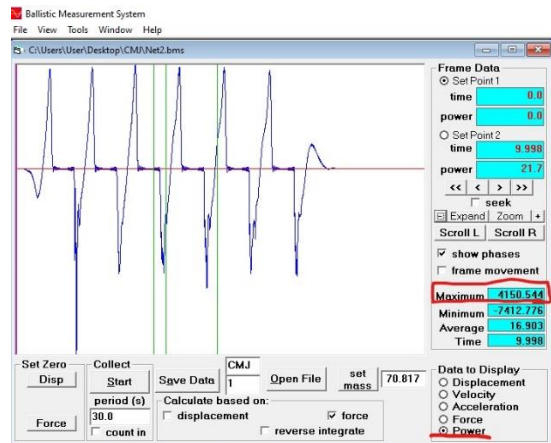 Ballistic Measurement System
File View Tools Window Help
C:\Users\User\Desktop\CMJ\Net2.bms
Frame Data
Set Point 1
time 0.0
power 0.0
Set Point 2
time 9.998
power 21.7
<< < > >>
seek
Expand Zoom +
Scroll L Scroll R
show phases
frame movement
Maximum 4150.544
Minimum -7412.776
Average 16.903
Time 9.998
Set Zero
Disp
Force
Collect
Start
period (s)
30.0
count in
Save Data
CMJ
1
Open File
set mass 70.817
Calculate based on:
displacement
force
reverse integrate
Data to Display
Displacement
Velocity
Acceleration
Force
Power